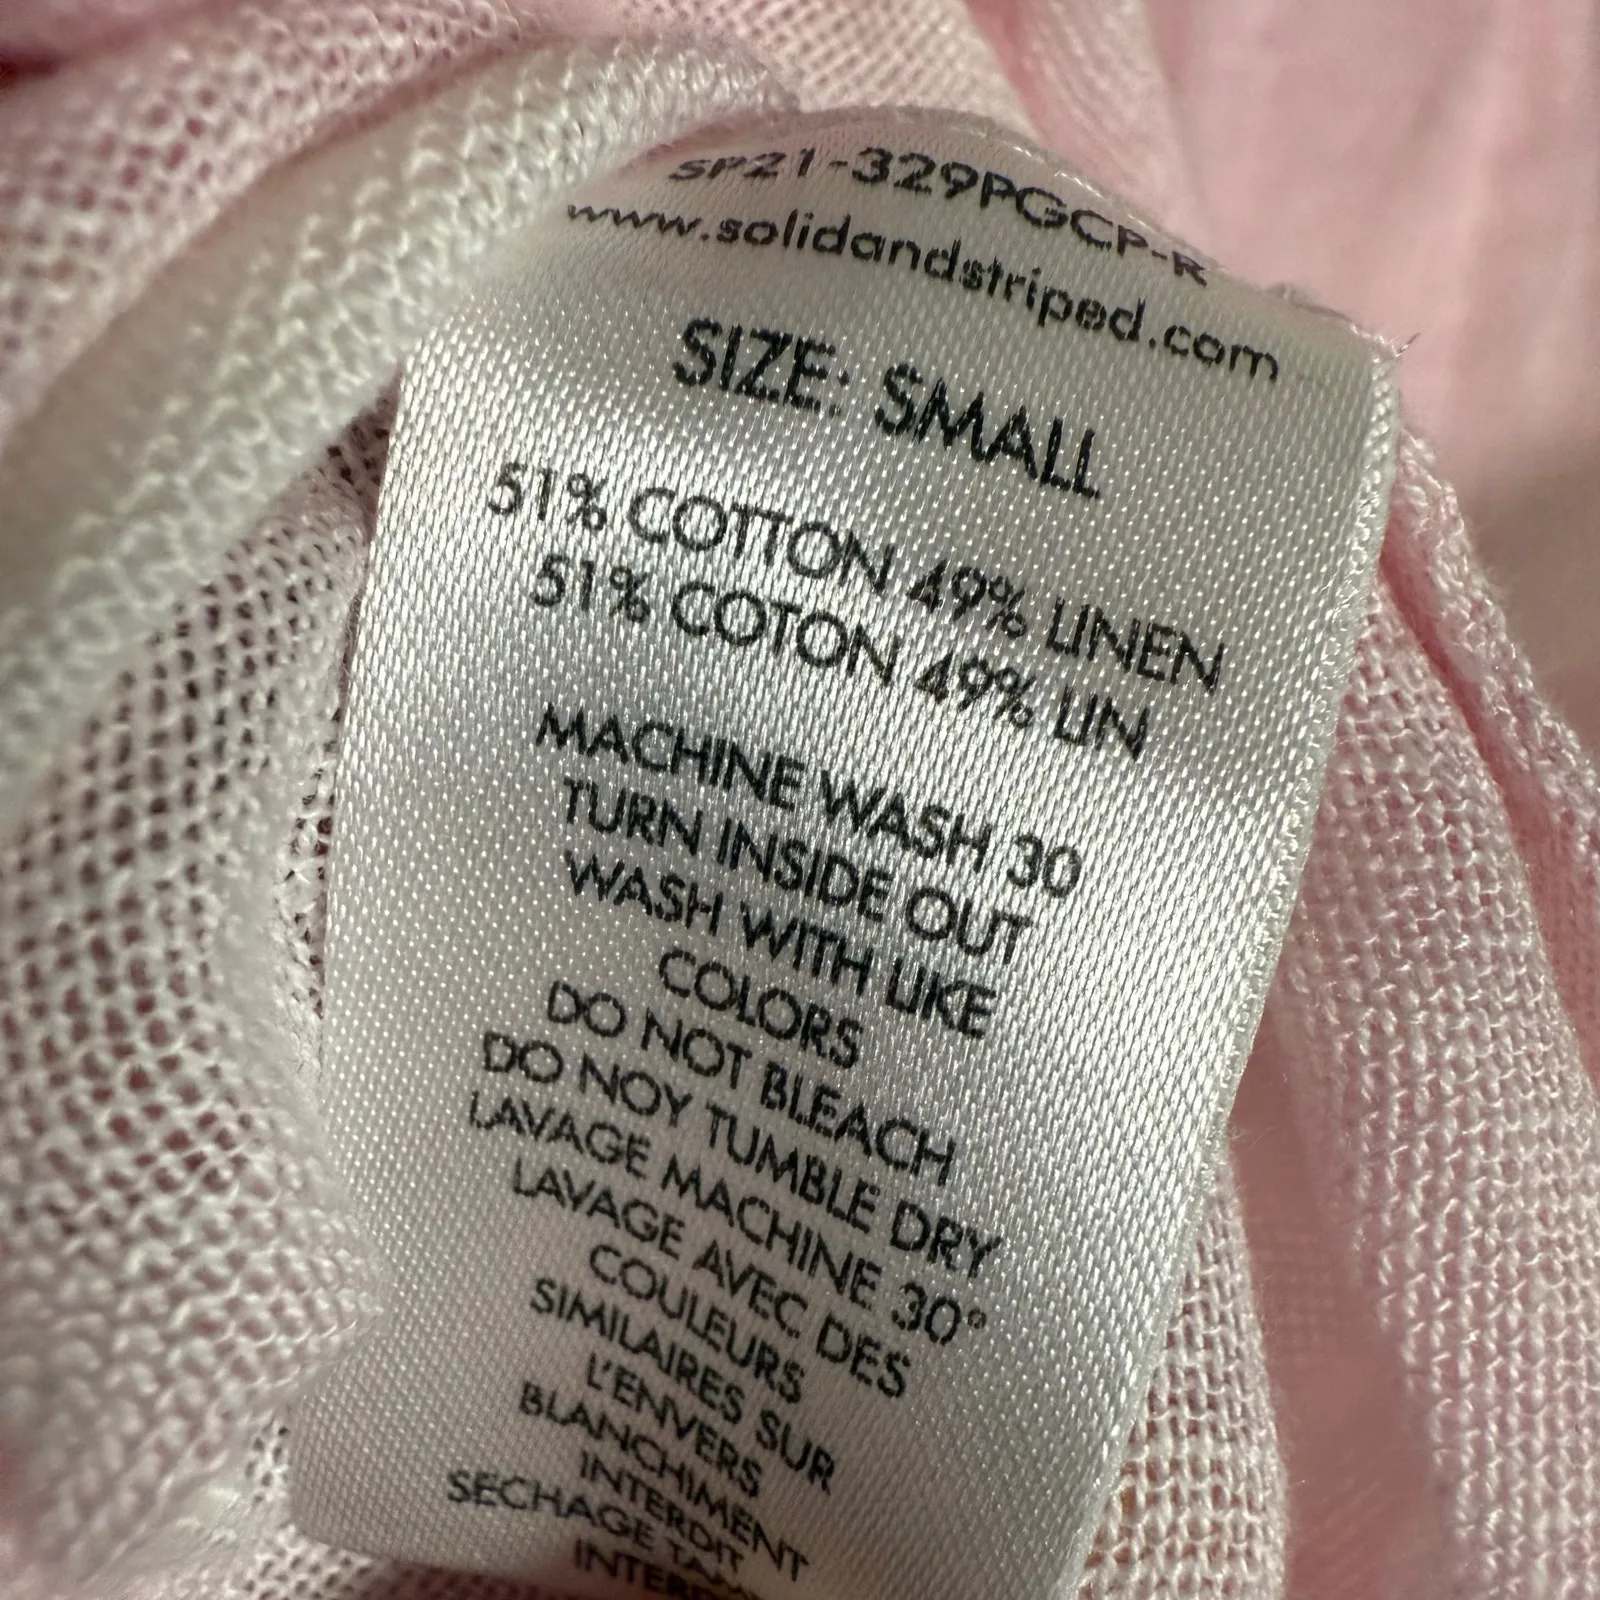 SP21-329PGCP-R
www.solidandstriped.com
SIZE: SMALL
51% COTTON 49% LINEN
51% COTON 49% LIN
MACHINE WASH 30
TURN INSIDE OUT
WASH WITH LIKE
COLORS
DO NOT BLEACH
DO NOY TUMBLE DRY
LAVAGE MACHINE 30°
LAVAGE AVEC DES
COULEURS
SIMILAIRES SUR
L'ENVERS
BLANCHIMENT
INTERDIT
SECHAGE